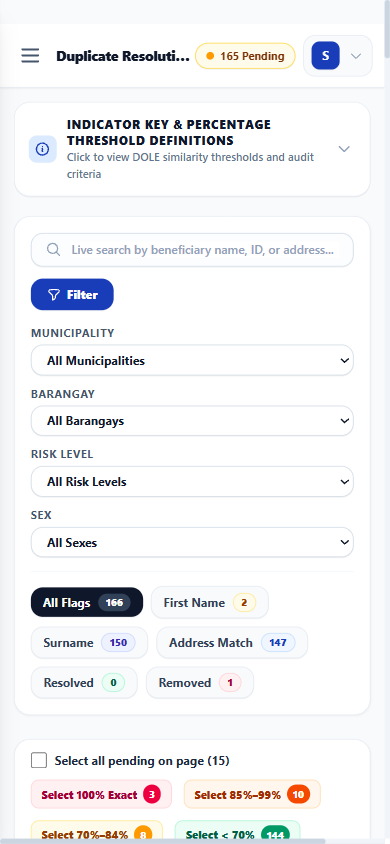 Duplicate Resoluti...
165 Pending
S
INDICATOR KEY & PERCENTAGE
THRESHOLD DEFINITIONS
Click to view DOLE similarity thresholds and audit
criteria
Live search by beneficiary name, ID, or address...
Filter
MUNICIPALITY
All Municipalities
BARANGAY
All Barangays
RISK LEVEL
All Risk Levels
SEX
All Sexes
All Flags 166
First Name 2
Surname 150
Address Match 147
Resolved 0
Removed 1
Select all pending on page (15)
Select 100% Exact 3
Select 85%–99% 10
Select 70%–84% 8
Select < 70% 144